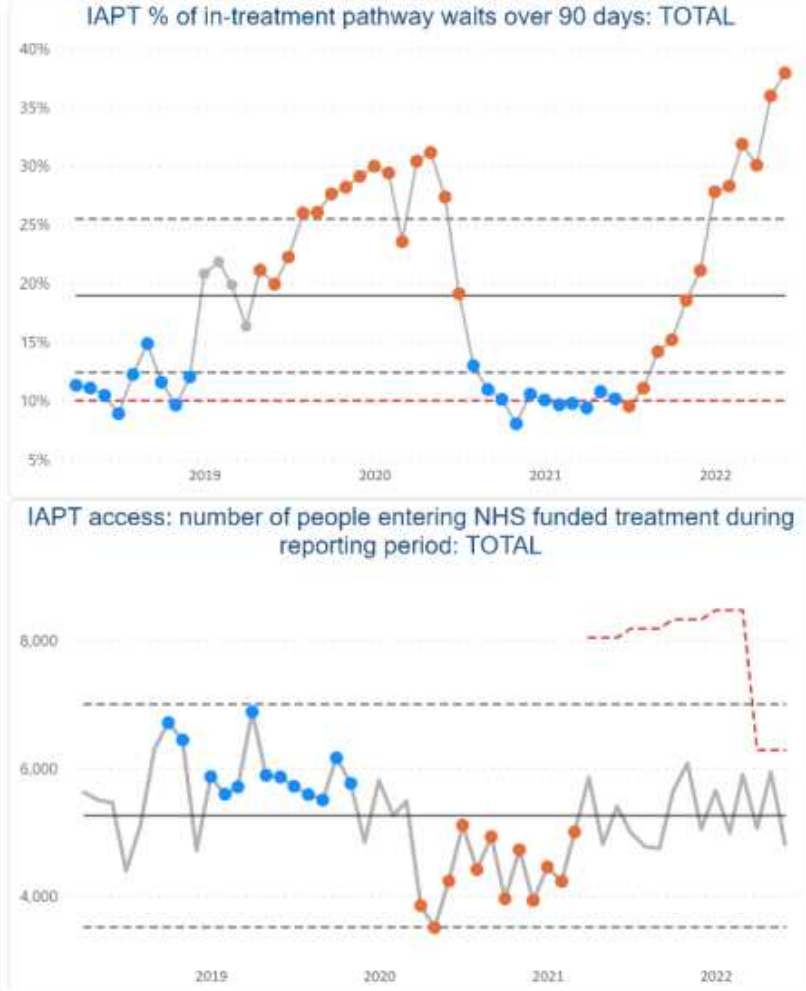 IAPT % of in-treatment pathway waits over 90 days: TOTAL
40%
35%
30%
25%
20%
15%
10%
5%
2019 2020 2021 2022
IAPT access: number of people entering NHS funded treatment during
reporting period: TOTAL
8,000
6,000
4,000
2019 2020 2021 2022